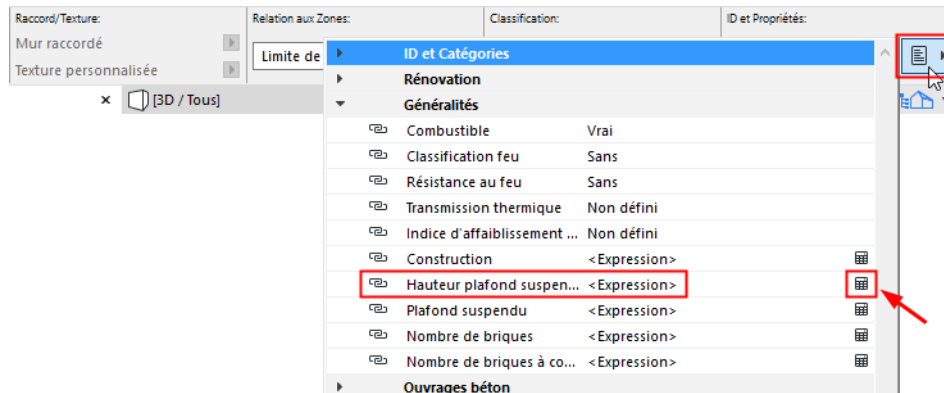 Raccord/Texture: Relation aux Zones: Classification: ID et Propriétés:
Mur raccordé
Limite de
Texture personnalisée
[3D / Tous]
ID et Catégories
Rénovation
Généralités
Combustible Vrai
Classification feu Sans
Résistance au feu Sans
Transmission thermique Non défini
Indice d'affaiblissement ... Non défini
Construction <Expression>
Hauteur plafond suspen... <Expression>
Plafond suspendu <Expression>
Nombre de briques <Expression>
Nombre de briques à co... <Expression>
Ouvrages béton